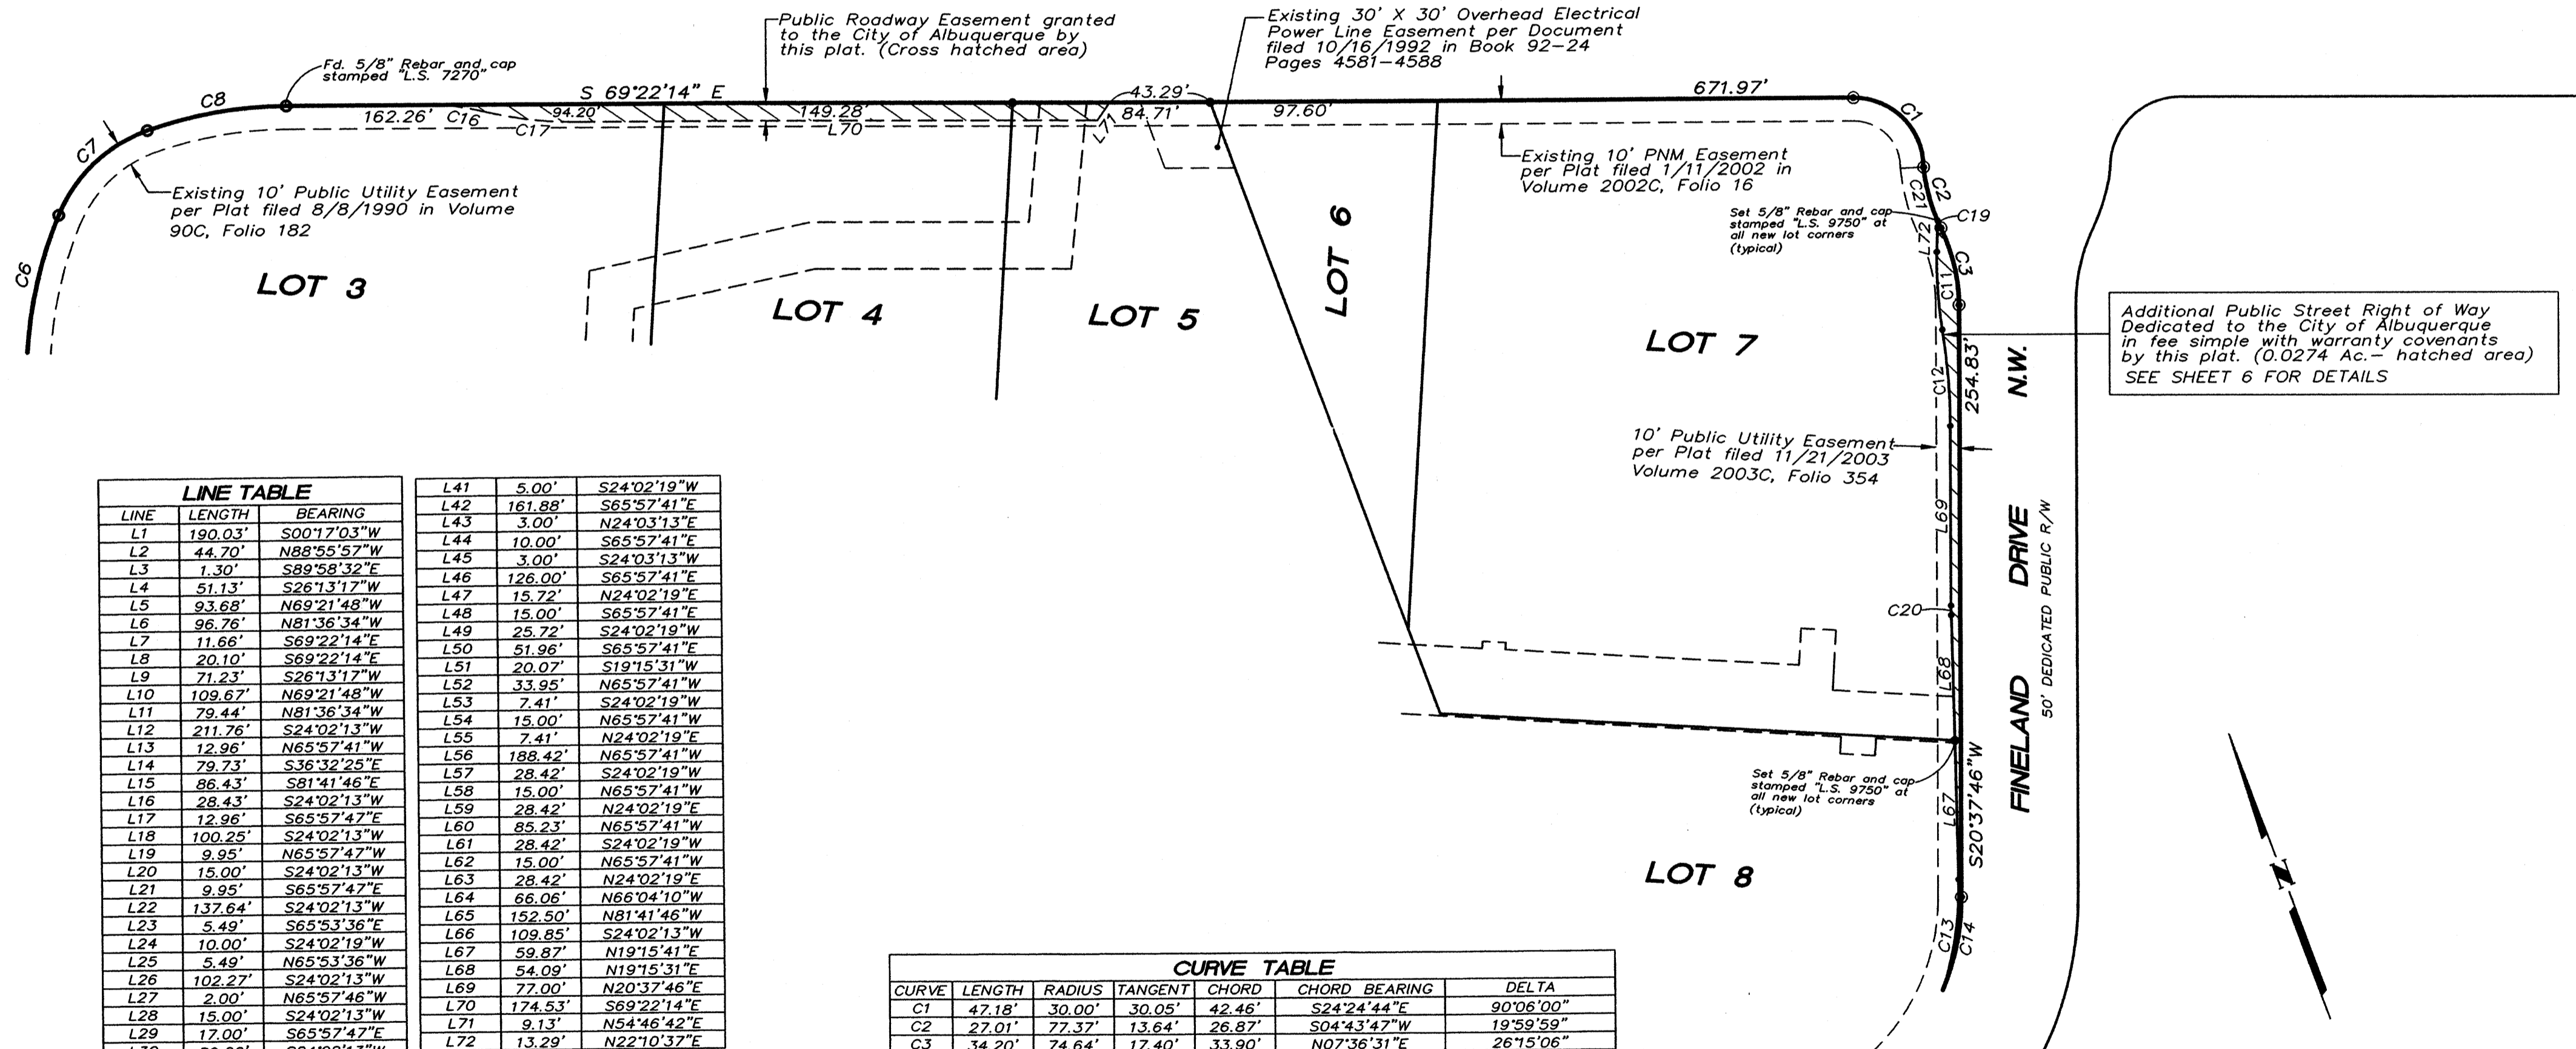 Public Roadway Easement granted
to the City of Albuquerque by
this plat. (Cross hatched area)
Existing 30' X 30' Overhead Electrical
Power Line Easement per Document
filed 10/16/1992 in Book 92-24
Pages 4581-4588
Fd. 5/8" Rebar and cap
stamped "L.S. 7270"
C8
S 69°22'14" E
43.29'
671.97'
C1
162.26'
C16
94.20'
C17
149.28'
L70
L71
84.71'
97.60'
C7
Existing 10' Public Utility Easement
per Plat filed 8/8/1990 in Volume
90C, Folio 182
Existing 10' PNM Easement
per Plat filed 1/11/2002 in
Volume 2002C, Folio 16
C2
C21
C19
Set 5/8" Rebar and cap
stamped "L.S. 9750" at
all new lot corners
(typical)
L72
C3
C11
C6
LOT 3
LOT 4
LOT 5
LOT 6
LOT 7
Additional Public Street Right of Way
Dedicated to the City of Albuquerque
in fee simple with warranty covenants
by this plat. (0.0274 Ac.- hatched area)
SEE SHEET 6 FOR DETAILS
C12
254.83'
10' Public Utility Easement
per Plat filed 11/21/2003
Volume 2003C, Folio 354
L69
C20
L68
FINELAND DRIVE N.W.
50' DEDICATED PUBLIC R/W
Set 5/8" Rebar and cap
stamped "L.S. 9750" at
all new lot corners
(typical)
L67
S20°37'46"W
LOT 8
C13
C14
N
LINE TABLE
LINE LENGTH BEARING
L1 190.03' S00°17'03"W
L2 44.70' N88°55'57"W
L3 1.30' S89°58'32"E
L4 51.13' S26°13'17"W
L5 93.68' N69°21'48"W
L6 96.76' N81°36'34"W
L7 11.66' S69°22'14"E
L8 20.10' S69°22'14"E
L9 71.23' S26°13'17"W
L10 109.67' N69°21'48"W
L11 79.44' N81°36'34"W
L12 211.76' S24°02'13"W
L13 12.96' N65°57'41"W
L14 79.73' S36°32'25"E
L15 86.43' S81°41'46"E
L16 28.43' S24°02'13"W
L17 12.96' S65°57'47"E
L18 100.25' S24°02'13"W
L19 9.95' N65°57'47"W
L20 15.00' S24°02'13"W
L21 9.95' S65°57'47"E
L22 137.64' S24°02'13"W
L23 5.49' S65°53'36"E
L24 10.00' S24°02'19"W
L25 5.49' N65°53'36"W
L26 102.27' S24°02'13"W
L27 2.00' N65°57'46"W
L28 15.00' S24°02'13"W
L29 17.00' S65°57'47"E
L41 5.00' S24°02'19"W
L42 161.88' S65°57'41"E
L43 3.00' N24°03'13"E
L44 10.00' S65°57'41"E
L45 3.00' S24°03'13"W
L46 126.00' S65°57'41"E
L47 15.72' N24°02'19"E
L48 15.00' S65°57'41"E
L49 25.72' S24°02'19"W
L50 51.96' S65°57'41"E
L51 20.07' S19°15'31"W
L52 33.95' N65°57'41"W
L53 7.41' S24°02'19"W
L54 15.00' N65°57'41"W
L55 7.41' N24°02'19"E
L56 188.42' N65°57'41"W
L57 28.42' S24°02'19"W
L58 15.00' N65°57'41"W
L59 28.42' N24°02'19"E
L60 85.23' N65°57'41"W
L61 28.42' S24°02'19"W
L62 15.00' N65°57'41"W
L63 28.42' N24°02'19"E
L64 66.06' N66°04'10"W
L65 152.50' N81°41'46"W
L66 109.85' S24°02'13"W
L67 59.87' N19°15'41"E
L68 54.09' N19°15'31"E
L69 77.00' N20°37'46"E
L70 174.53' S69°22'14"E
L71 9.13' N54°46'42"E
L72 13.29' N22°10'37"E
CURVE TABLE
CURVE LENGTH RADIUS TANGENT CHORD CHORD BEARING DELTA
C1 47.18' 30.00' 30.05' 42.46' S24°24'44"E 90°06'00"
C2 27.01' 77.37' 13.64' 26.87' S04°43'47"W 19°59'59"
C3 34.20' 74.64' 17.40' 33.90' N07°36'31"E 26°15'06"